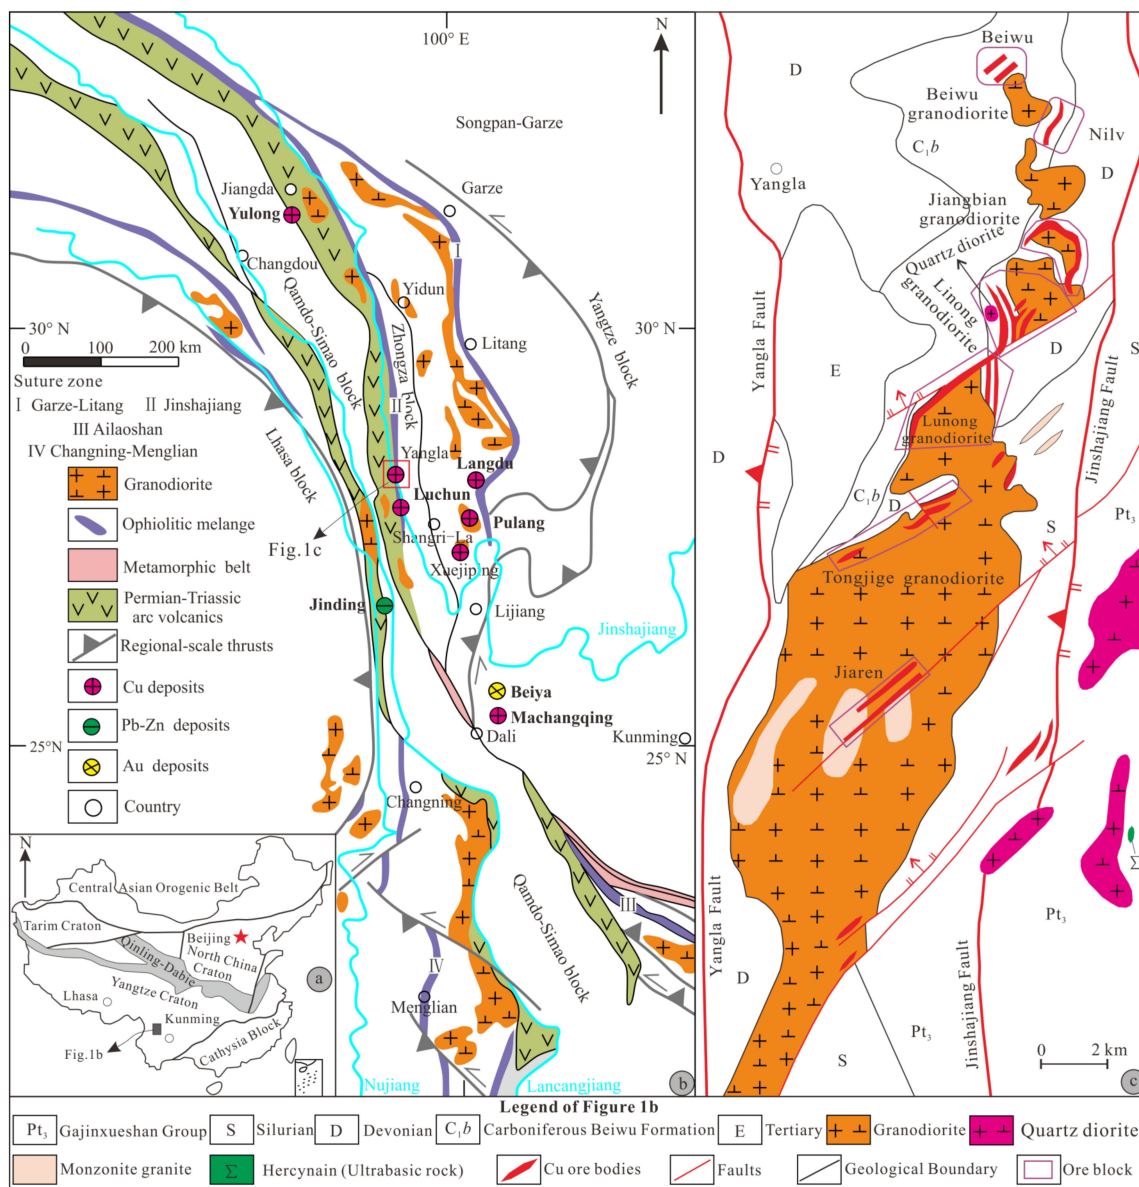 100° E
N
Songpan-Garze
Garze
Jiangda
Yulong
I
Changdou
Qamdo-Simao block
Yidun
Zhongza block
Yangtze block
30° N
30° N
Litang
0 100 200 km
Suture zone
I Garze-Litang II Jinshajiang
III Ailaoshan
IV Changning-Menglian
Lhasa block
II
Yangla
Langdu
Luchun
Pulang
Shangri-La
Fig.1c
Xuejiping
Jinding
Lijiang
Jinshajiang
Granodiorite
Ophiolitic melange
Metamorphic belt
Permian-Triassic
arc volcanics
Regional-scale thrusts
Cu deposits
Pb-Zn deposits
Au deposits
Country
Beiya
Machangqing
Dali
Kunming
25°N
25° N
Changning
Qamdo-Simao block
III
IV
Menglian
Nujiang
Lancangjiang
b
N
Central Asian Orogenic Belt
Tarim Craton
Beijing
North China
Craton
Qinling-Dabie
Yangtze Craton
Lhasa
Kunming
Fig.1b
Cathysia Block
a
Beiwu
D
Beiwu
granodiorite
Nilv
C₁b
Yangla
D
Jiangbian
granodiorite
Quartz diorite
Linong
granodiorite
Yangla Fault
E
D
S
Lunong
granodiorite
D
Jinshajiang Fault
C₁b
D
S
Pt₃
Tongjige granodiorite
Jiaren
Σ
Yangla Fault
Pt₃
D
Jinshajiang Fault
Pt₃
S
0 2 km
c
Legend of Figure 1b
Pt₃ Gajinxueshan Group S Silurian D Devonian C₁b Carboniferous Beiwu Formation E Tertiary Granodiorite Quartz diorite
Monzonite granite Σ Hercynain (Ultrabasic rock) Cu ore bodies Faults Geological Boundary Ore block